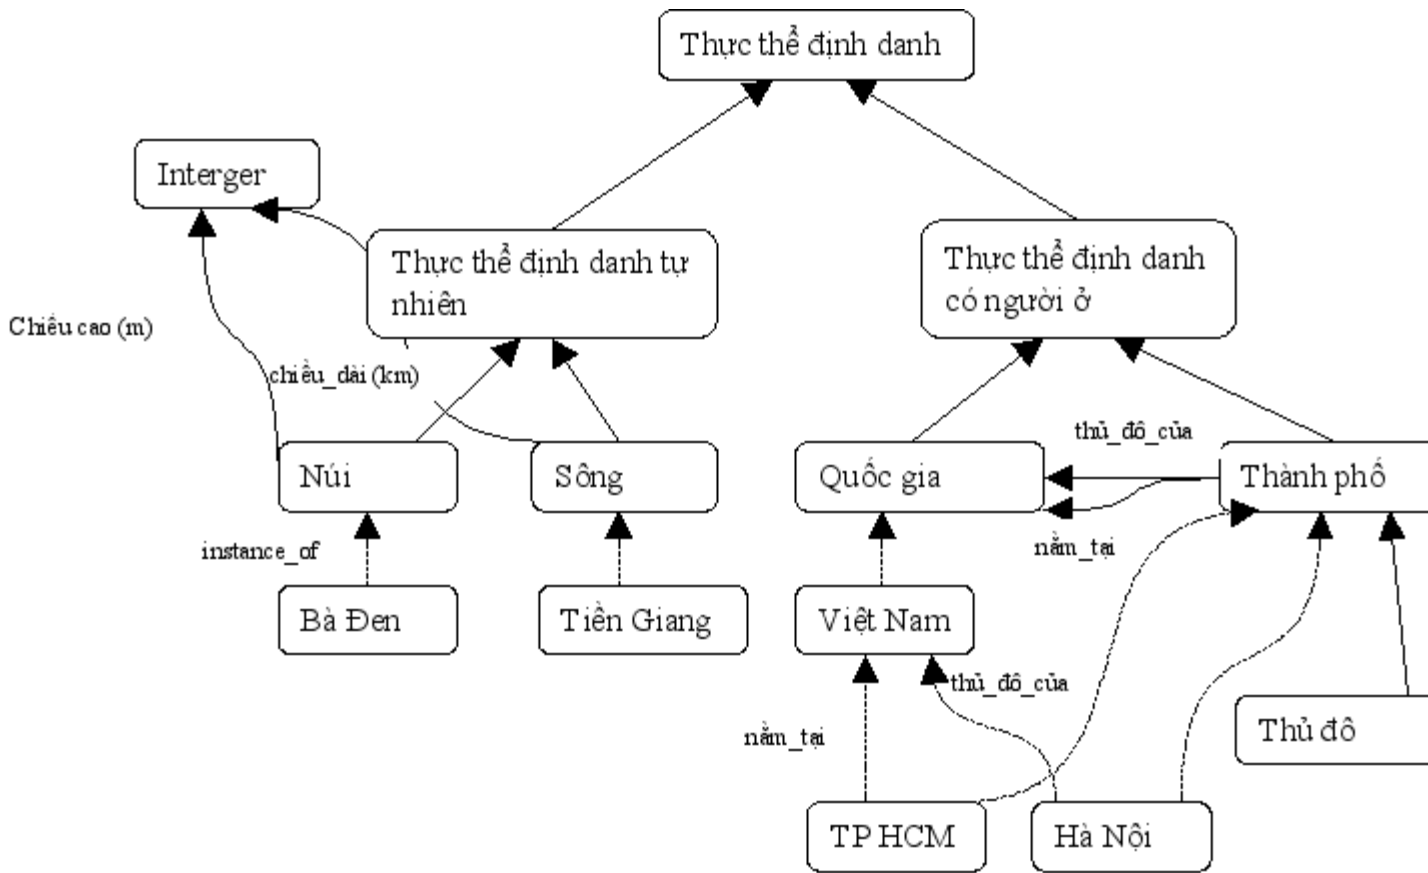 Thực thể định danh
Interger
Thực thể định danh tự
nhiên
Thực thể định danh
có người ở
Chiều cao (m)
chiều_dài (km)
thủ_đô_của
Núi
Sông
Quốc gia
Thành phố
instance_of
nằm_tại
Bà Đen
Tiền Giang
Việt Nam
thủ_đô_của
nằm_tại
Thủ đô
TP HCM
Hà Nội